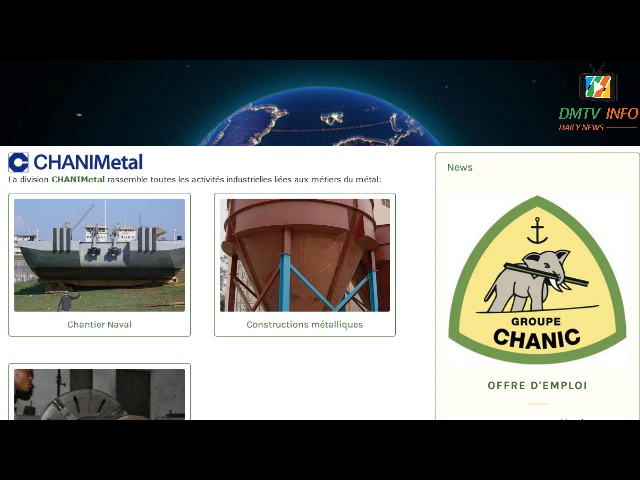 DMTV INFO
DAILY NEWS
CHANIMetal
La division CHANIMetal rassemble toutes les activités industrielles liées aux métiers du métal:
News
Chantier Naval
Constructions métalliques
GROUPE
CHANIC
OFFRE D'EMPLOI